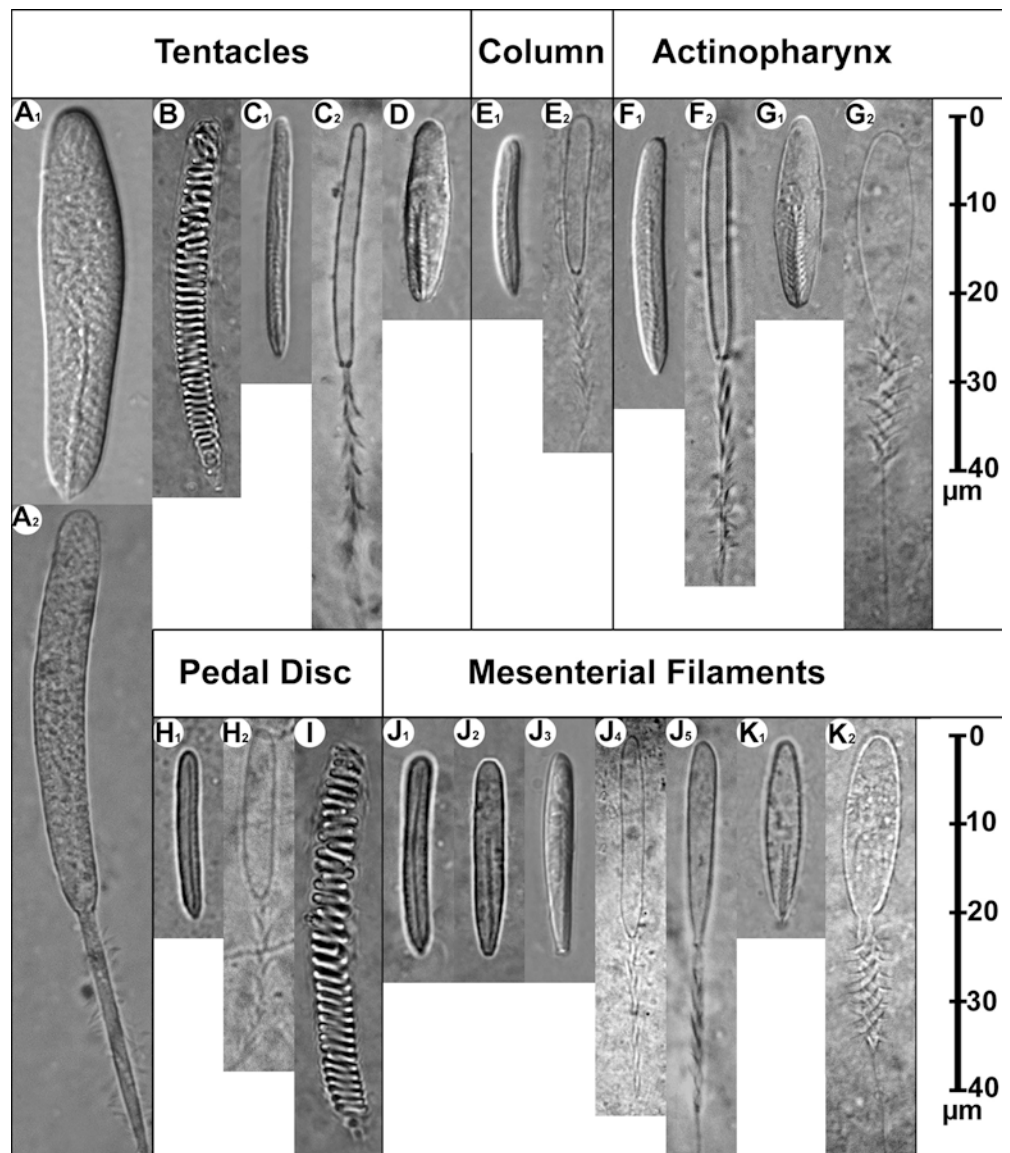 Tentacles Column Actinopharynx
A₁ B C₁ C₂ D E₁ E₂ F₁ F₂ G₁ G₂ 0
10
20
30
40
µm
A₂
Pedal Disc Mesenterial Filaments
H₁ H₂ I J₁ J₂ J₃ J₄ J₅ K₁ K₂ 0
10
20
30
40
µm